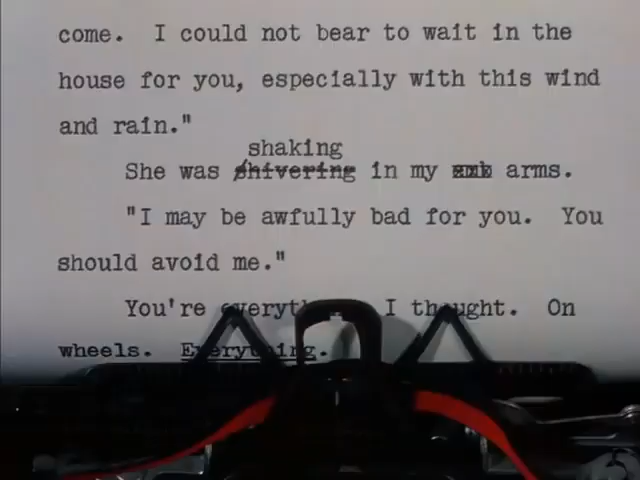 come. I could not bear to wait in the
house for you, especially with this wind
and rain."
shaking
She was shivering in my arms.
"I may be awfully bad for you. You
should avoid me."
You're everything, I thought. On
wheels. Everything.